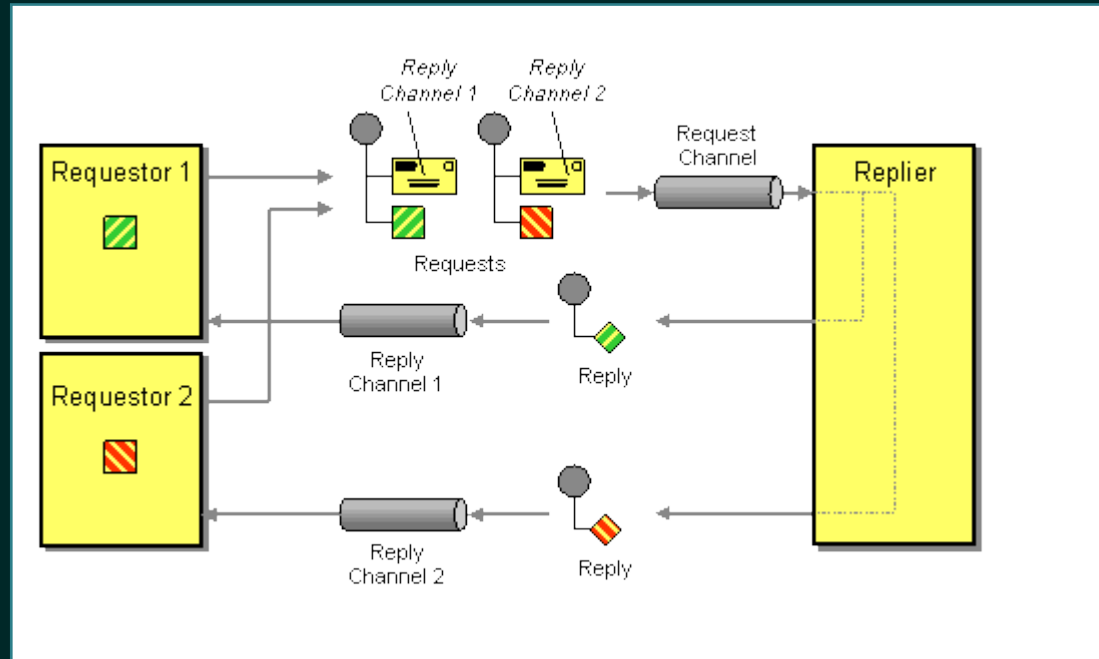 Reply
Channel 1
Reply
Channel 2
Request
Channel
Requestor 1
Replier
Requests
Reply
Channel 1
Reply
Requestor 2
Reply
Channel 2
Reply